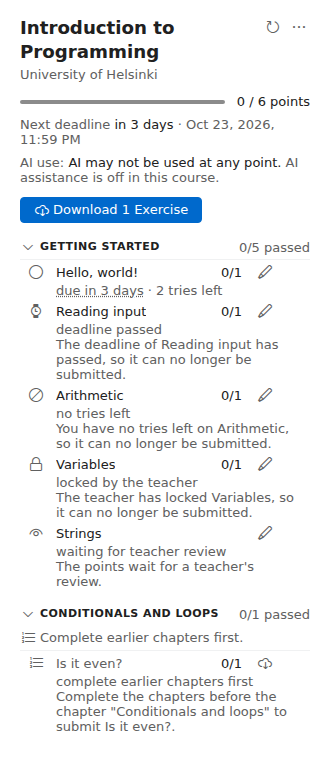 Introduction to
Programming
University of Helsinki
0 / 6 points
Next deadline in 3 days · Oct 23, 2026,
11:59 PM
AI use: AI may not be used at any point. AI
assistance is off in this course.
Download 1 Exercise
GETTING STARTED 0/5 passed
Hello, world! 0/1
due in 3 days · 2 tries left
Reading input 0/1
deadline passed
The deadline of Reading input has
passed, so it can no longer be
submitted.
Arithmetic 0/1
no tries left
You have no tries left on Arithmetic,
so it can no longer be submitted.
Variables 0/1
locked by the teacher
The teacher has locked Variables, so
it can no longer be submitted.
Strings
waiting for teacher review
The points wait for a teacher's
review.
CONDITIONALS AND LOOPS 0/1 passed
Complete earlier chapters first.
Is it even? 0/1
complete earlier chapters first
Complete the chapters before the
chapter "Conditionals and loops" to
submit Is it even?.